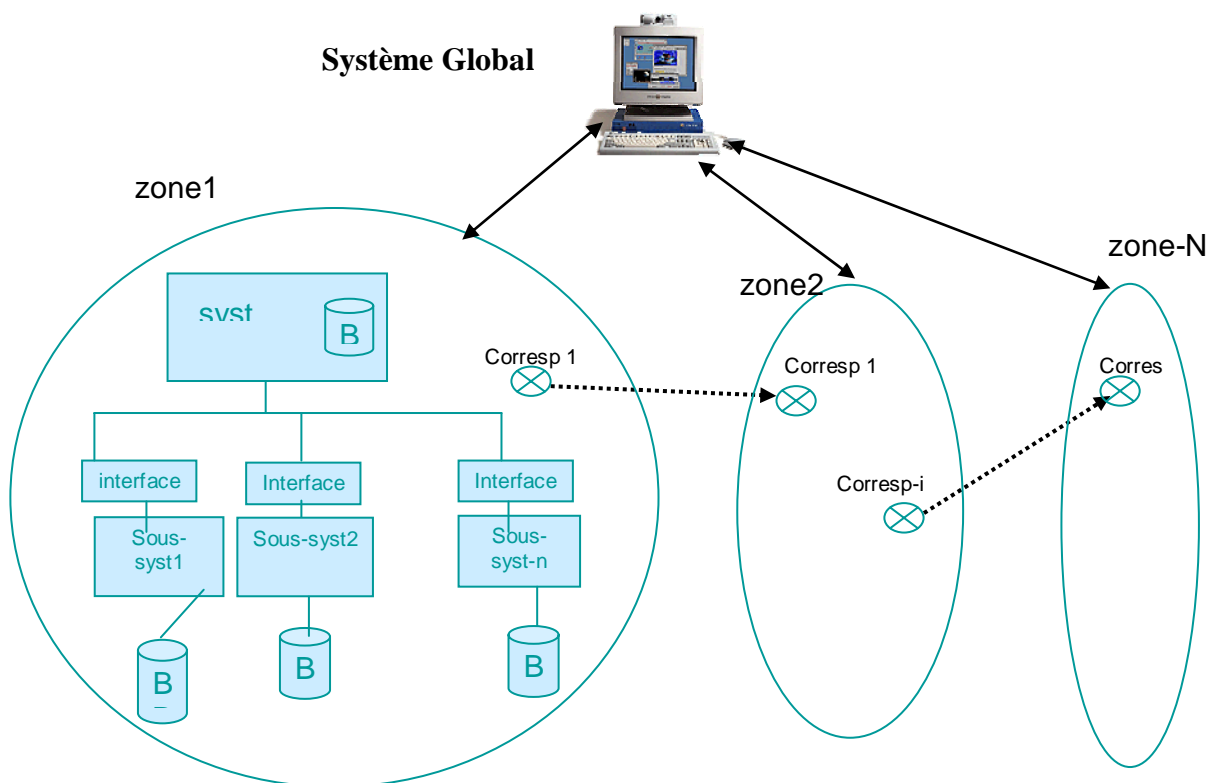 Système Global
zone1
zone2
zone-N
syst
B
Corresp 1
Corresp 1
Corres
Corresp-i
interface
Interface
Interface
Sous-
syst1
Sous-syst2
Sous-
syst-n
B
B
B